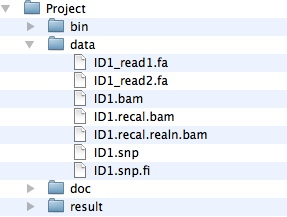 Project
bin
data
ID1_read1.fa
ID1_read2.fa
ID1.bam
ID1.recal.bam
ID1.recal.realn.bam
ID1.snp
ID1.snp.fi
doc
result